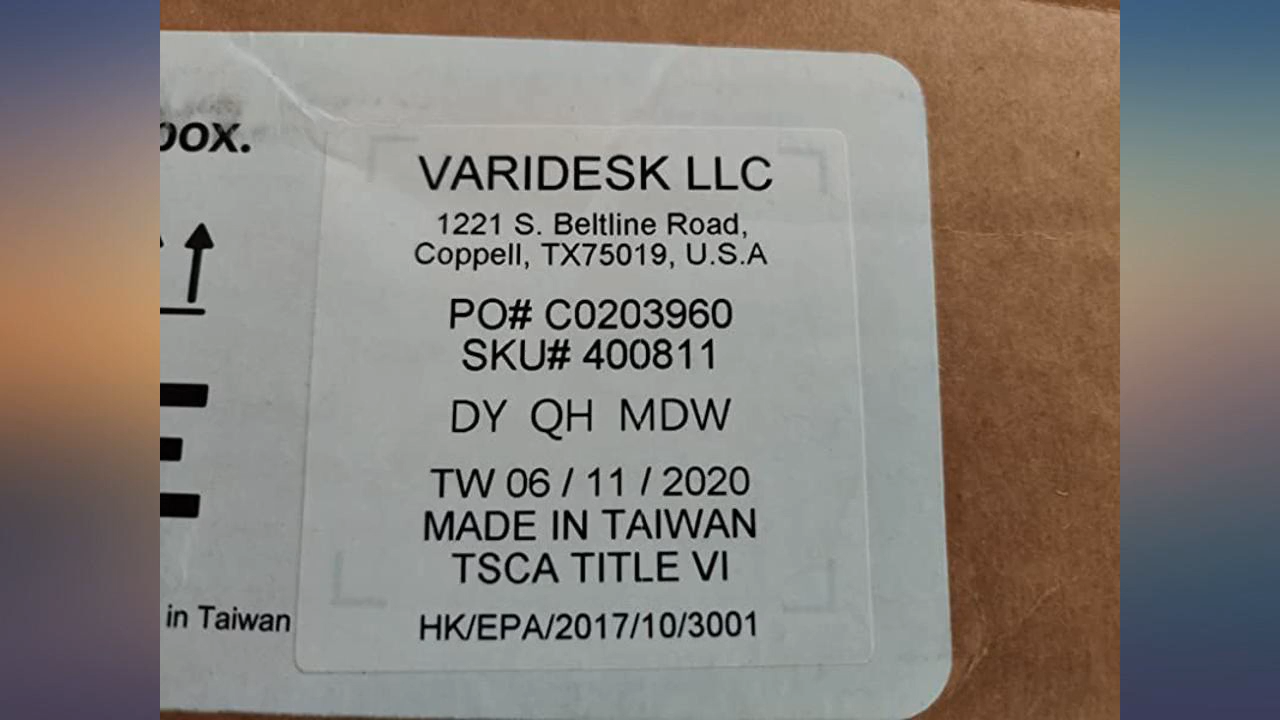 box.
VARIDESK LLC
1221 S. Beltline Road,
Coppell, TX75019, U.S.A
PO# C0203960
SKU# 400811
DY QH MDW
TW 06 / 11 / 2020
MADE IN TAIWAN
TSCA TITLE VI
HK/EPA/2017/10/3001
in Taiwan